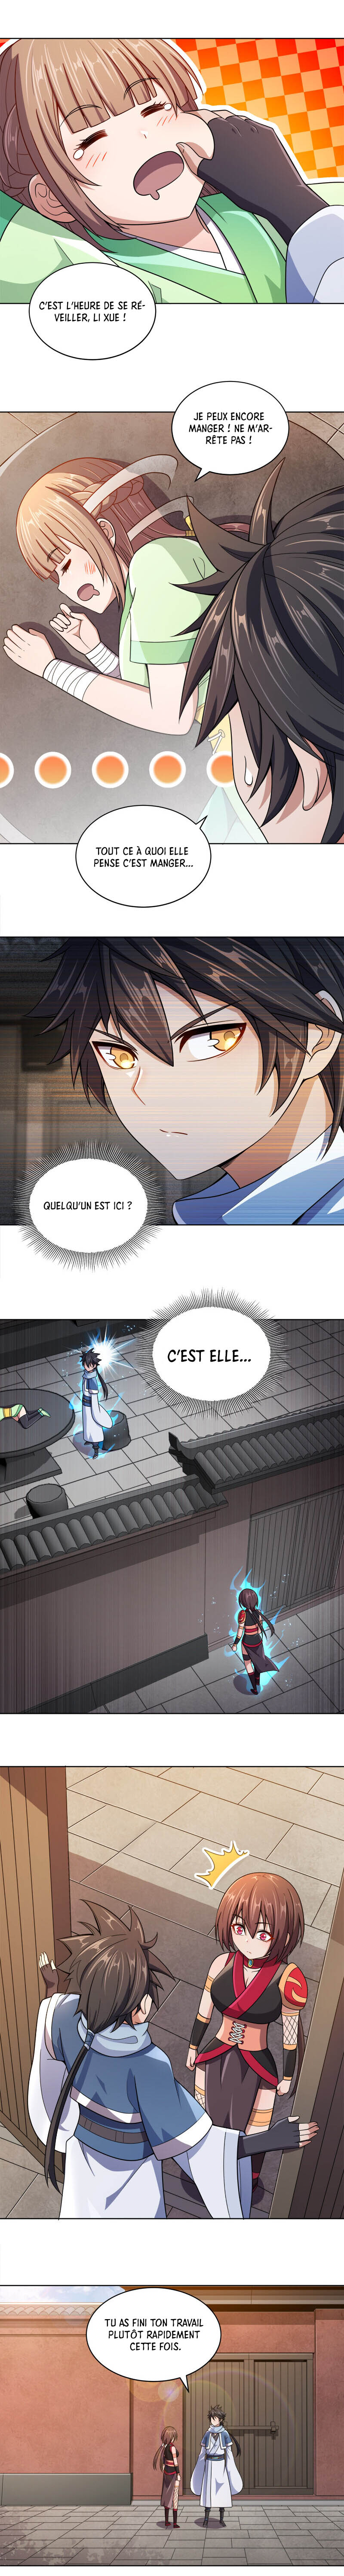 C'EST L'HEURE DE SE RÉ-
VEILLER, LI XUE !
JE PEUX ENCORE
MANGER ! NE M'AR-
RÊTE PAS !
TOUT CE À QUOI ELLE
PENSE C'EST MANGER...
QUELQU'UN EST ICI ?
C'EST ELLE...
TU AS FINI TON TRAVAIL
PLUTÔT RAPIDEMENT
CETTE FOIS.